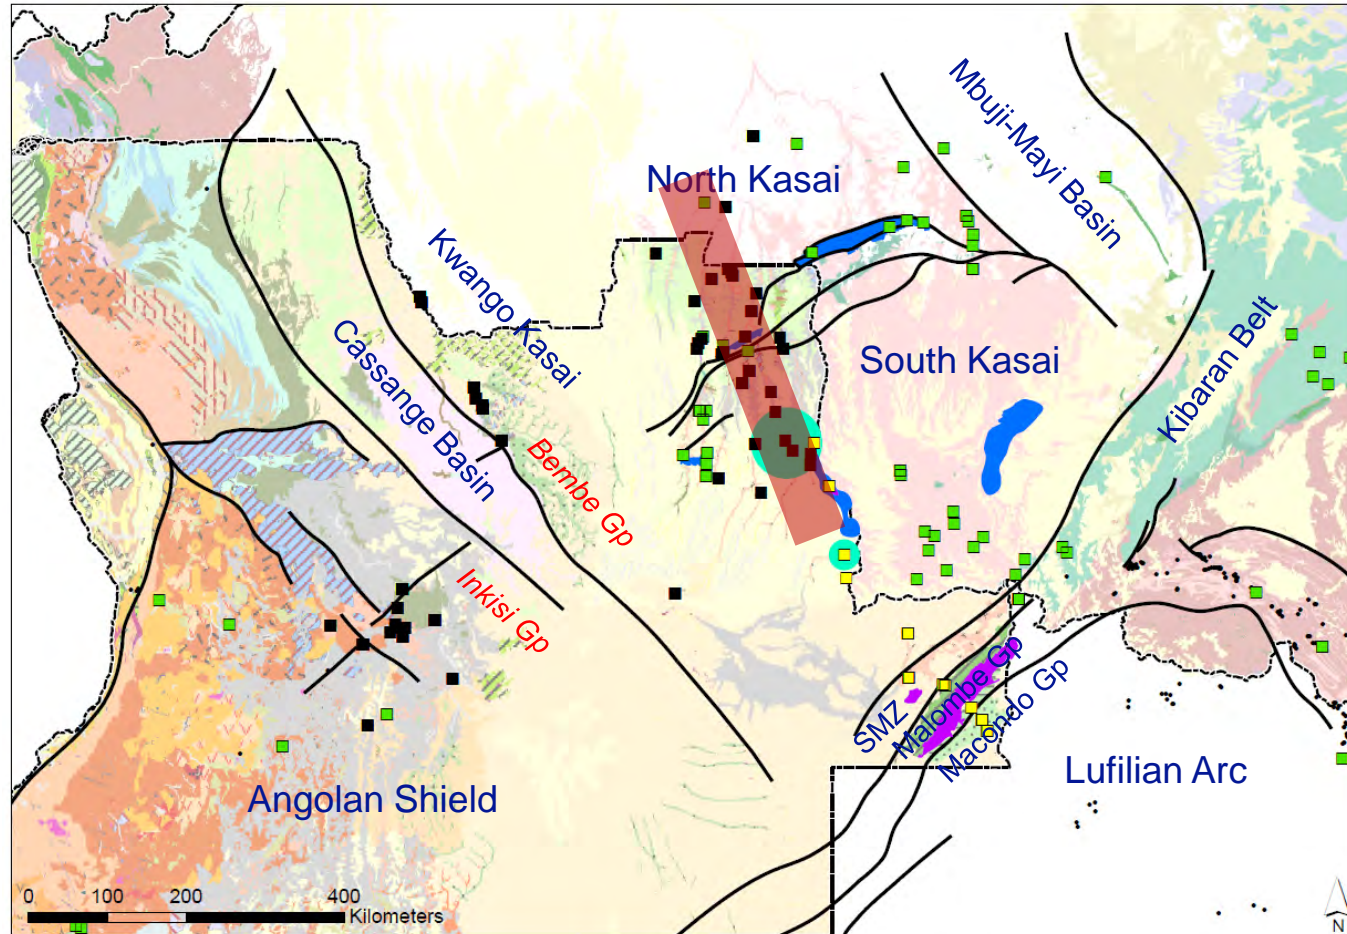 Mbuji-Mayi Basin
North Kasai
Kwango Kasai
Cassange Basin
South Kasai
Kibaran Belt
Bembe Gp
Inkisi Gp
SMZ
Malombe Gp
Macondo Gp
Lufilian Arc
Angolan Shield
0 100 200 400
Kilometers
N